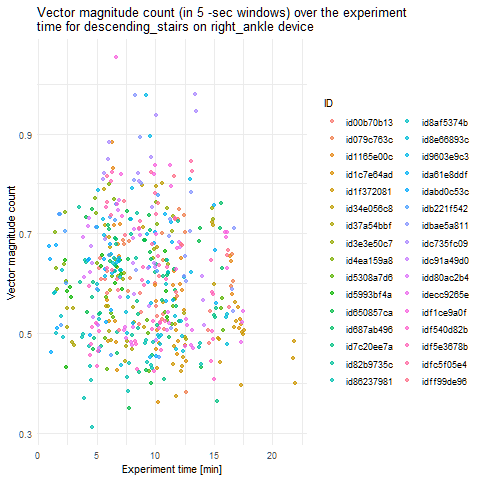 Vector magnitude count (in 5 -sec windows) over the experiment
time for descending_stairs on right_ankle device
Vector magnitude count
0.9
0.7
0.5
0.3
0
5
10
15
20
Experiment time [min]
ID
id00b70b13
id079c763c
id1165e00c
id1c7e64ad
id1f372081
id34e056c8
id37a54bbf
id3e3e50c7
id4ea159a8
id5308a7d6
id5993bf4a
id650857ca
id687ab496
id7c20ee7a
id82b9735c
id86237981
id8af5374b
id8e66893c
id9603e9c3
ida61e8ddf
idabd0c53c
idb221f542
idbae5a811
idc735fc09
idc91a49d0
idd80ac2b4
idecc9265e
idf1ce9a0f
idf540d82b
idf5e3678b
idfc5f05e4
idff99de96